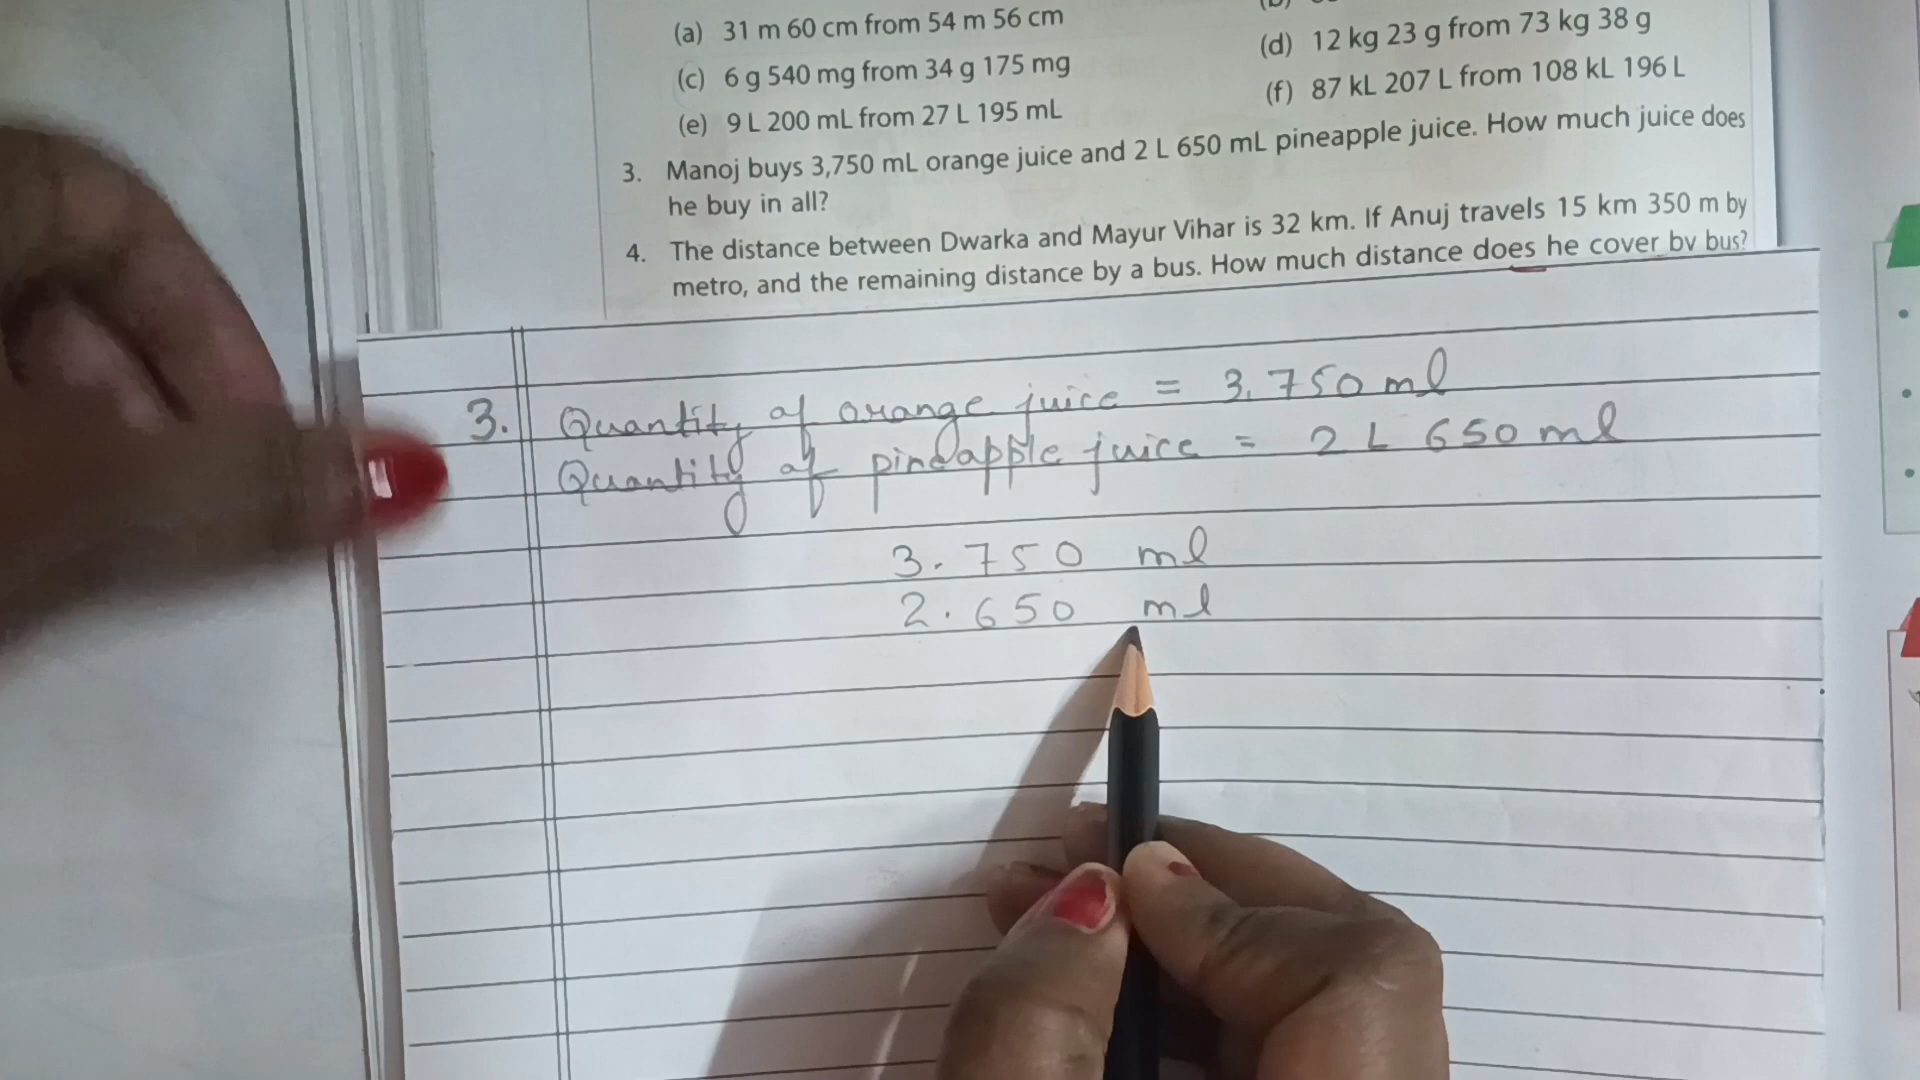 (a) 31 m 60 cm from 54 m 56 cm
(c) 6 g 540 mg from 34 g 175 mg
(d) 12 kg 23 g from 73 kg 38 g
(e) 9 L 200 mL from 27 L 195 mL
(f) 87 kL 207 L from 108 kL 196 L
3. Manoj buys 3,750 mL orange juice and 2 L 650 mL pineapple juice. How much juice does
he buy in all?
4. The distance between Dwarka and Mayur Vihar is 32 km. If Anuj travels 15 km 350 m by
metro, and the remaining distance by a bus. How much distance does he cover by bus?
3. Quantity of orange juice = 3,750 ml
Quantity of pineapple juice = 2 L 650 ml
3.750 ml
2.650 ml